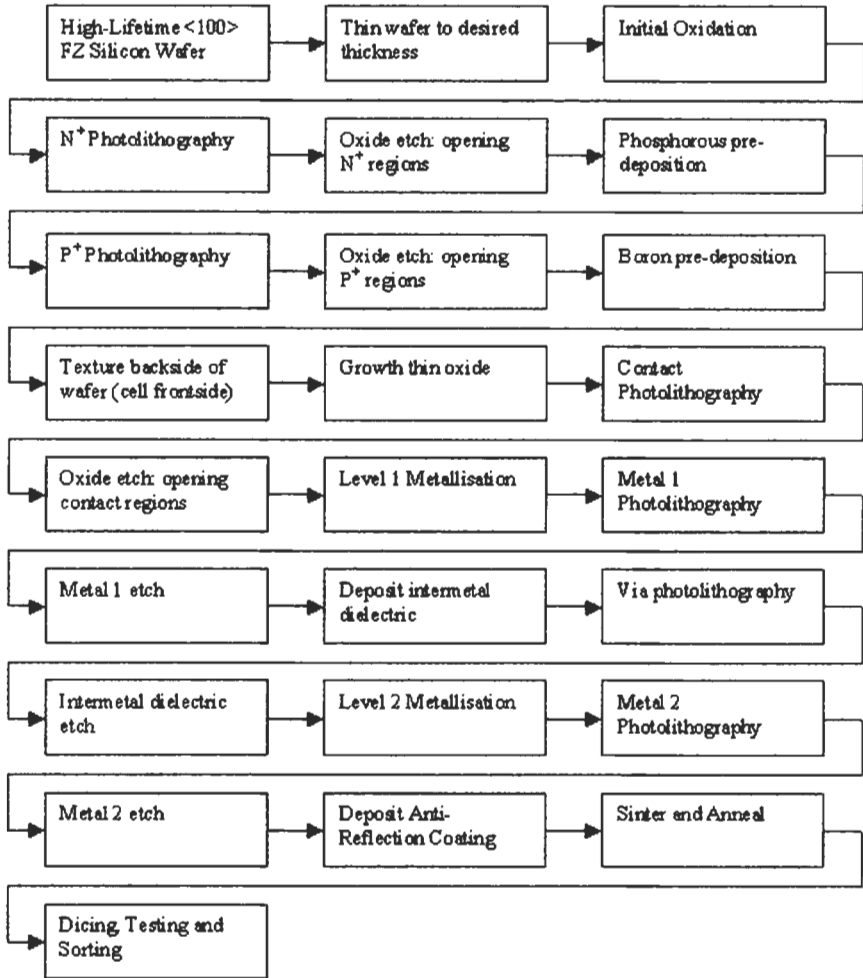 High-Lifetime <100>
FZ Silicon Wafer
Thin wafer to desired
thickness
Initial Oxidation
N+ Photolithography
Oxide etch: opening
N+ regions
Phosphorous pre-
deposition
P+ Photolithography
Oxide etch: opening
P+ regions
Boron pre-deposition
Texture backside of
wafer (cell frontside)
Growth thin oxide
Contact
Photolithography
Oxide etch: opening
contact regions
Level 1 Metallisation
Metal 1
Photolithography
Metal 1 etch
Deposit intermetal
dielectric
Via photolithography
Intermetal dielectric
etch
Level 2 Metallisation
Metal 2
Photolithography
Metal 2 etch
Deposit Anti-
Reflection Coating
Sinter and Anneal
Dicing, Testing and
Sorting